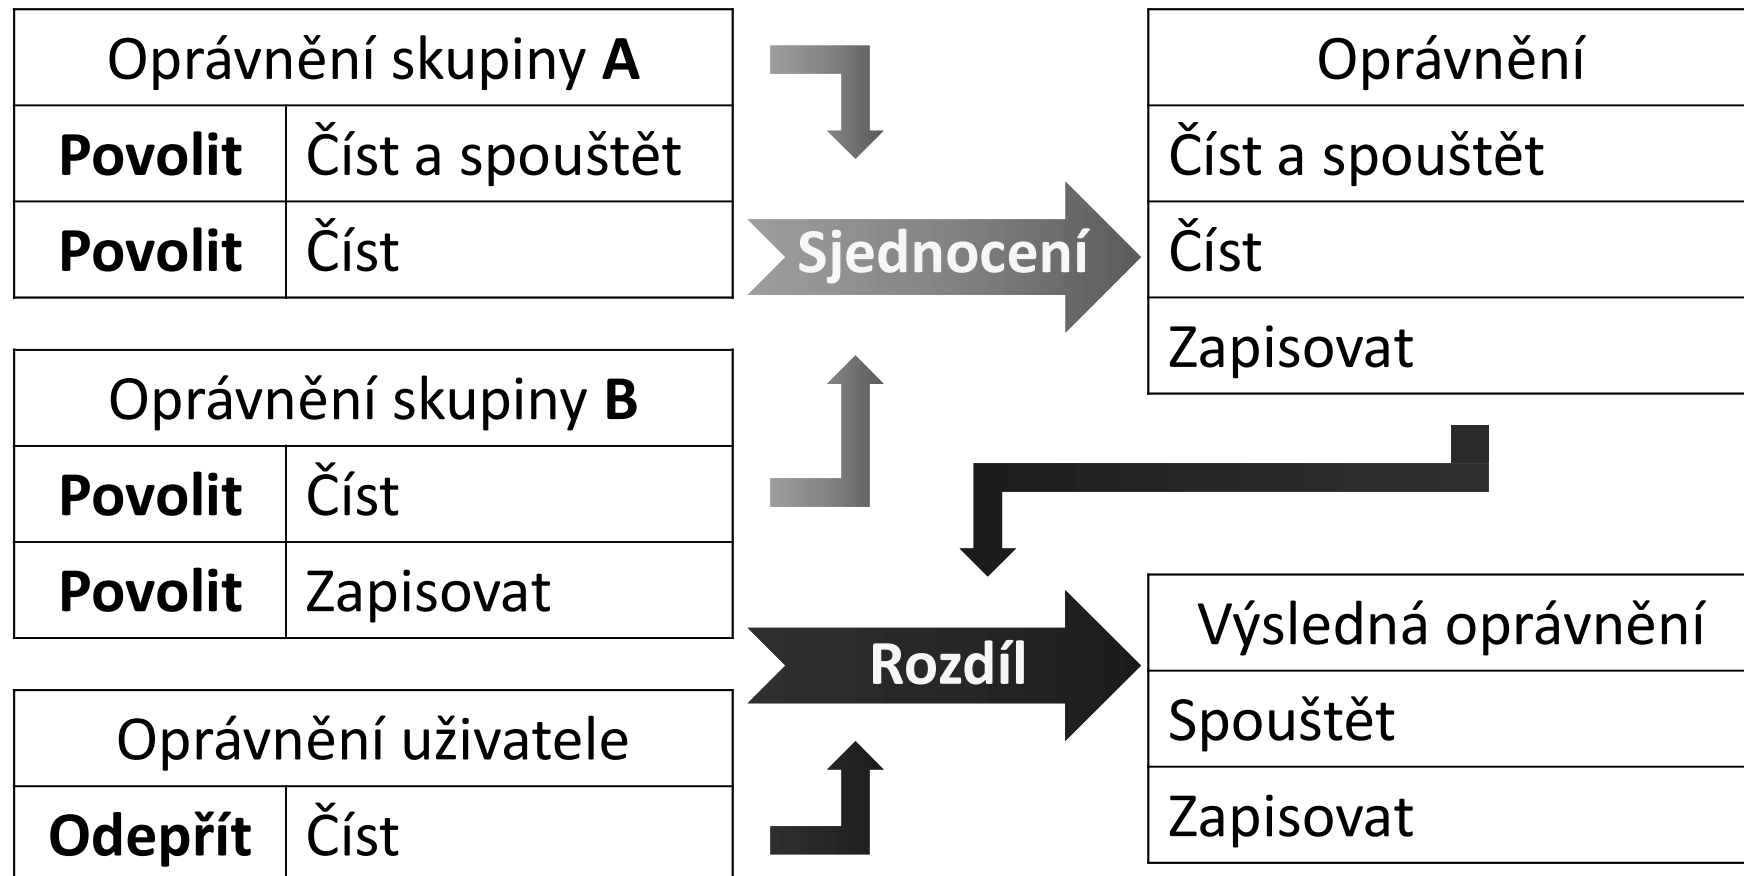 Oprávnění skupiny A
Povolit Číst a spouštět
Povolit Číst
Oprávnění skupiny B
Povolit Číst
Povolit Zapisovat
Oprávnění uživatele
Odepřít Číst
Sjednocení
Rozdíl
Oprávnění
Číst a spouštět
Číst
Zapisovat
Výsledná oprávnění
Spouštět
Zapisovat